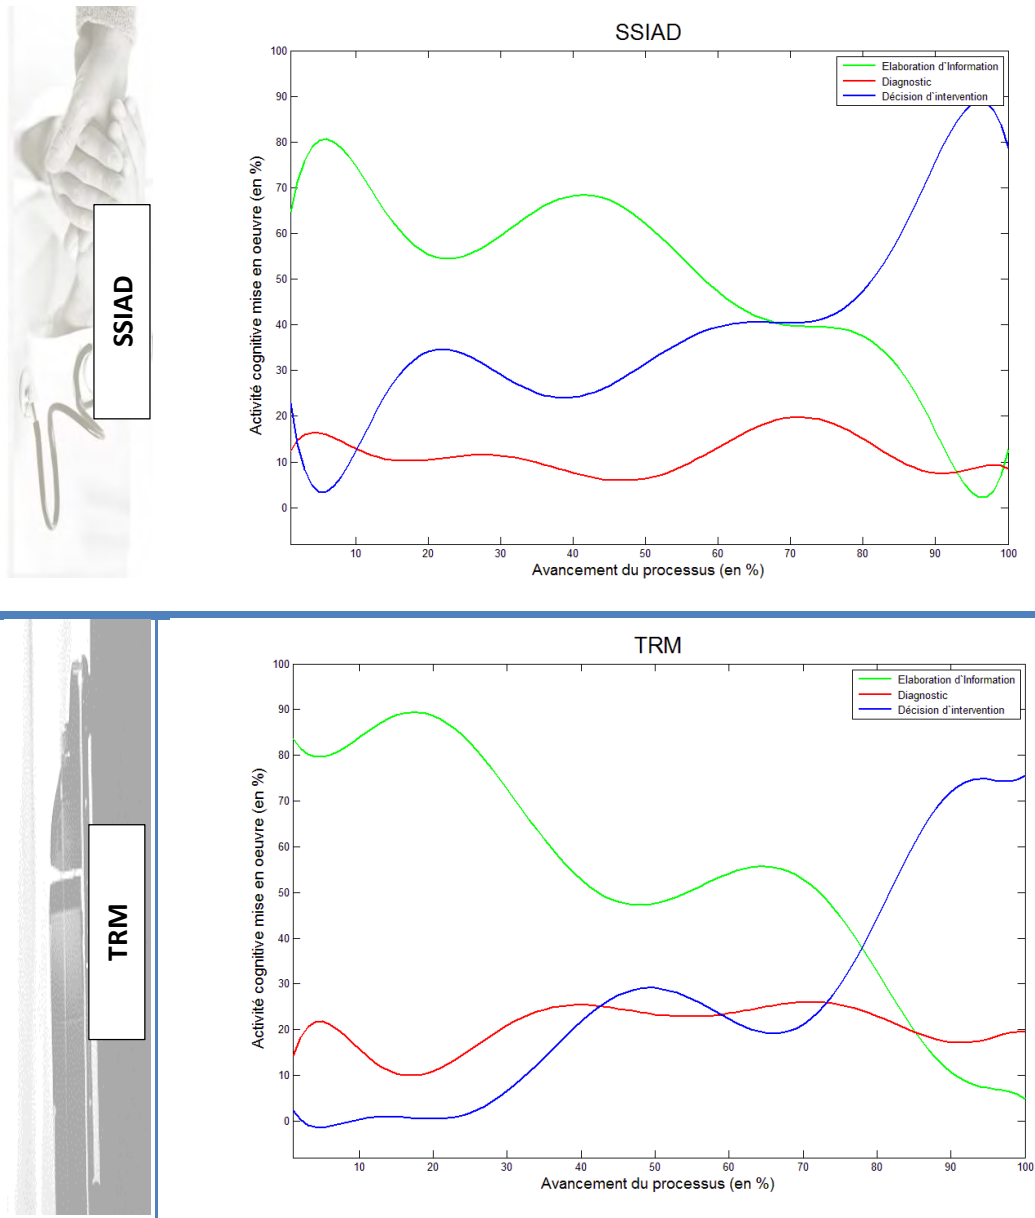 SSIAD
SSIAD
Elaboration d`Information
Diagnostic
Décision d`intervention
Activité cognitive mise en oeuvre (en %)
100
90
80
70
60
50
40
30
20
10
0
10 20 30 40 50 60 70 80 90 100
Avancement du processus (en %)
TRM
TRM
Elaboration d`Information
Diagnostic
Décision d`intervention
Activité cognitive mise en oeuvre (en %)
100
90
80
70
60
50
40
30
20
10
0
10 20 30 40 50 60 70 80 90 100
Avancement du processus (en %)